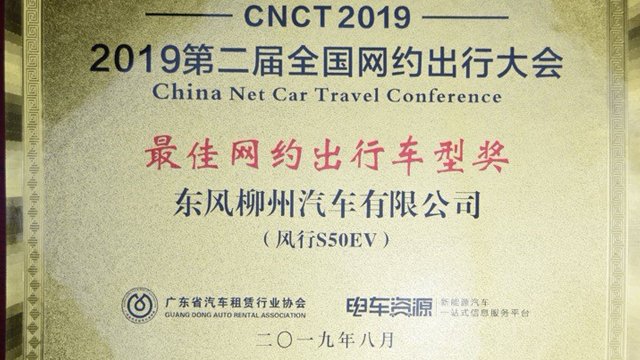 CNCT 2019
2019第二届全国网约出行大会
China Net Car Travel Conference
最佳网约出行车型奖
东风柳州汽车有限公司
(风行S50EV)
广东省汽车租赁行业协会
GUANG DONG AUTO RENTAL ASSOCIATION
电车资源
新能源汽车
一站式信息服务平台
二〇一九年八月